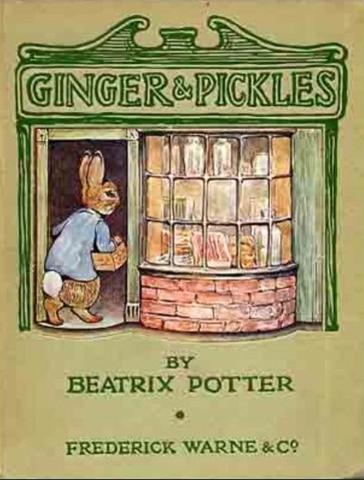 GINGER & PICKLES
BY
BEATRIX POTTER
FREDERICK WARNE & Cº